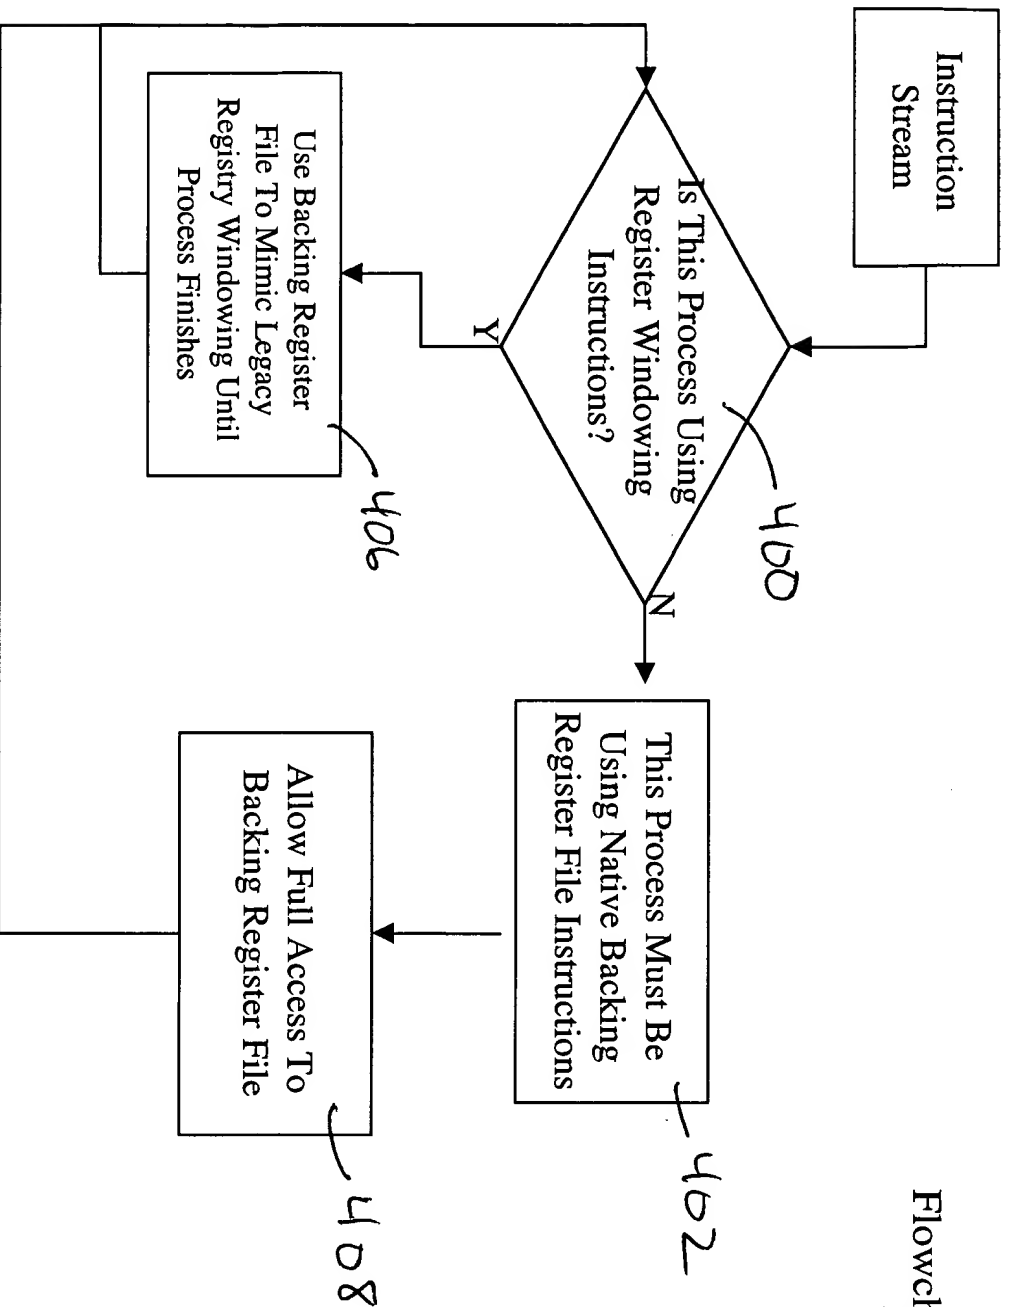 Flowch
Instruction
Stream
Is This Process Using
Register Windowing
Instructions?
400
N
Y
This Process Must Be
Using Native Backing
Register File Instructions
402
Use Backing Register
File To Mimic Legacy
Registry Windowing Until
Process Finishes
406
Allow Full Access To
Backing Register File
408